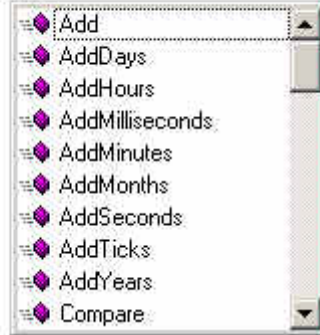 Add
AddDays
AddHours
AddMilliseconds
AddMinutes
AddMonths
AddSeconds
AddTicks
AddYears
Compare